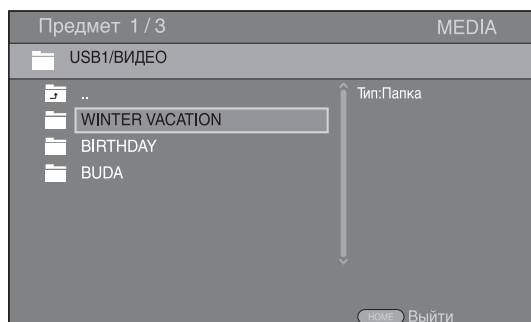 Предмет 1/3 MEDIA
USB1/ВИДЕО
..
Тип:Папка
WINTER VACATION
BIRTHDAY
BUDA
HOME Выйти